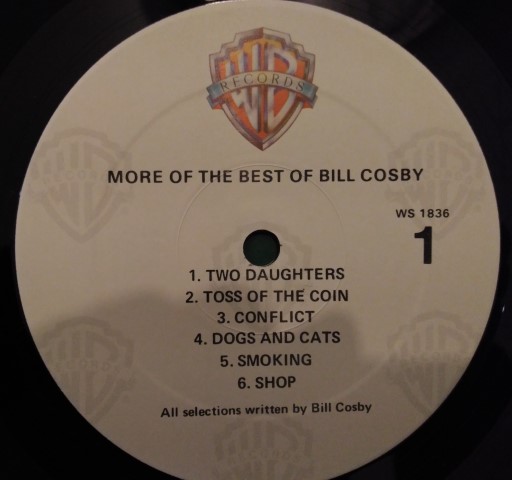 RECORDS
MORE OF THE BEST OF BILL COSBY
WS 1836
1
1. TWO DAUGHTERS
2. TOSS OF THE COIN
3. CONFLICT
4. DOGS AND CATS
5. SMOKING
6. SHOP
All selections written by Bill Cosby